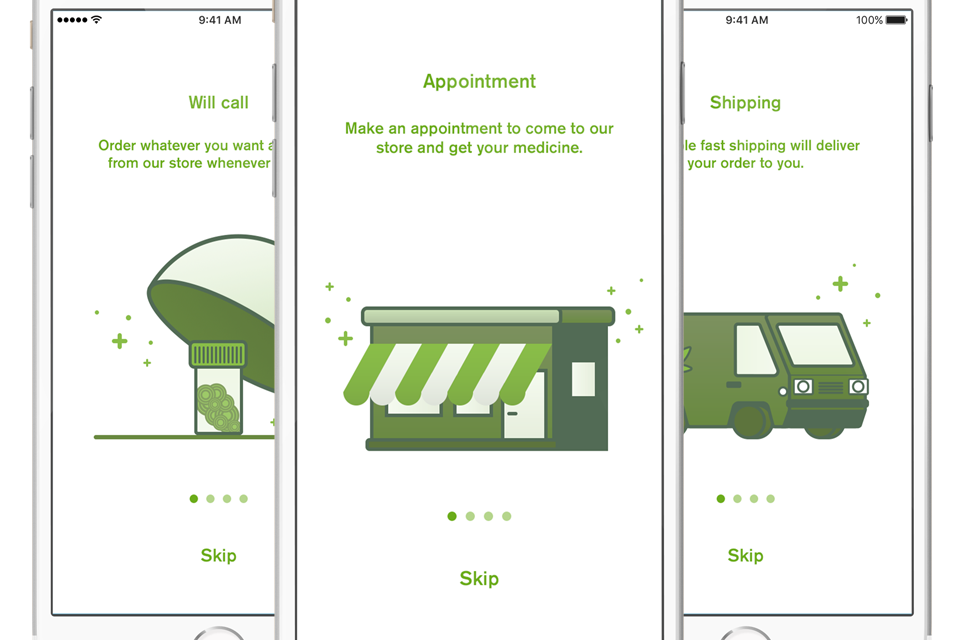 9:41 AM
Will call
Order whatever you want
from our store whenever
Skip
Appointment
Make an appointment to come to our
store and get your medicine.
Skip
9:41 AM
100%
Shipping
fast shipping will deliver
your order to you.
Skip